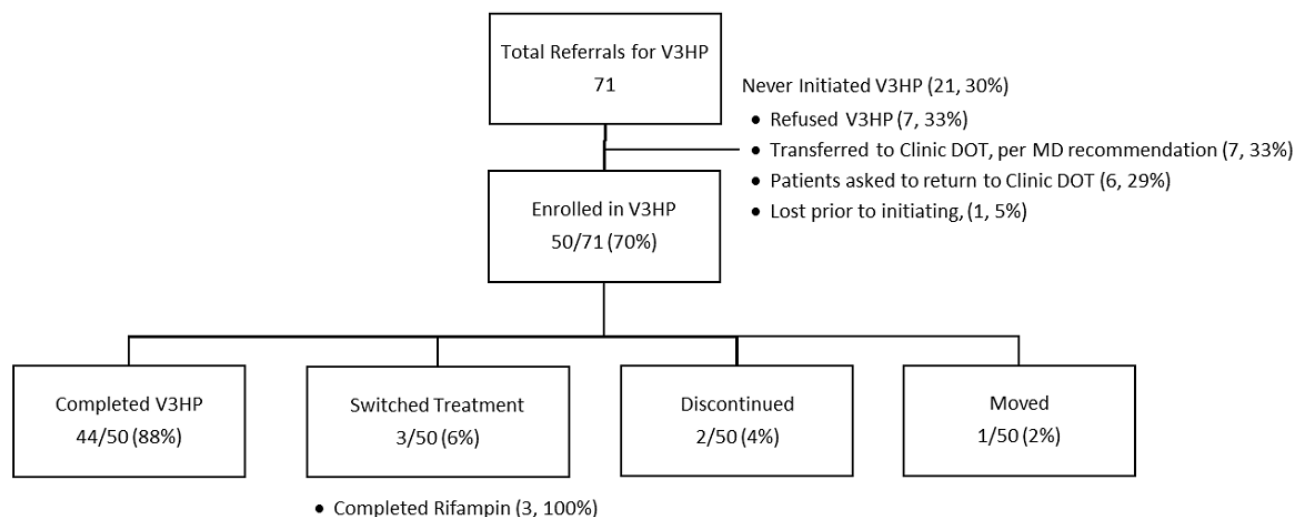 Total Referrals for V3HP
71
Never Initiated V3HP (21, 30%)
• Refused V3HP (7, 33%)
• Transferred to Clinic DOT, per MD recommendation (7, 33%)
• Patients asked to return to Clinic DOT (6, 29%)
• Lost prior to initiating, (1, 5%)
Enrolled in V3HP
50/71 (70%)
Completed V3HP
44/50 (88%)
Switched Treatment
3/50 (6%)
Discontinued
2/50 (4%)
Moved
1/50 (2%)
• Completed Rifampin (3, 100%)